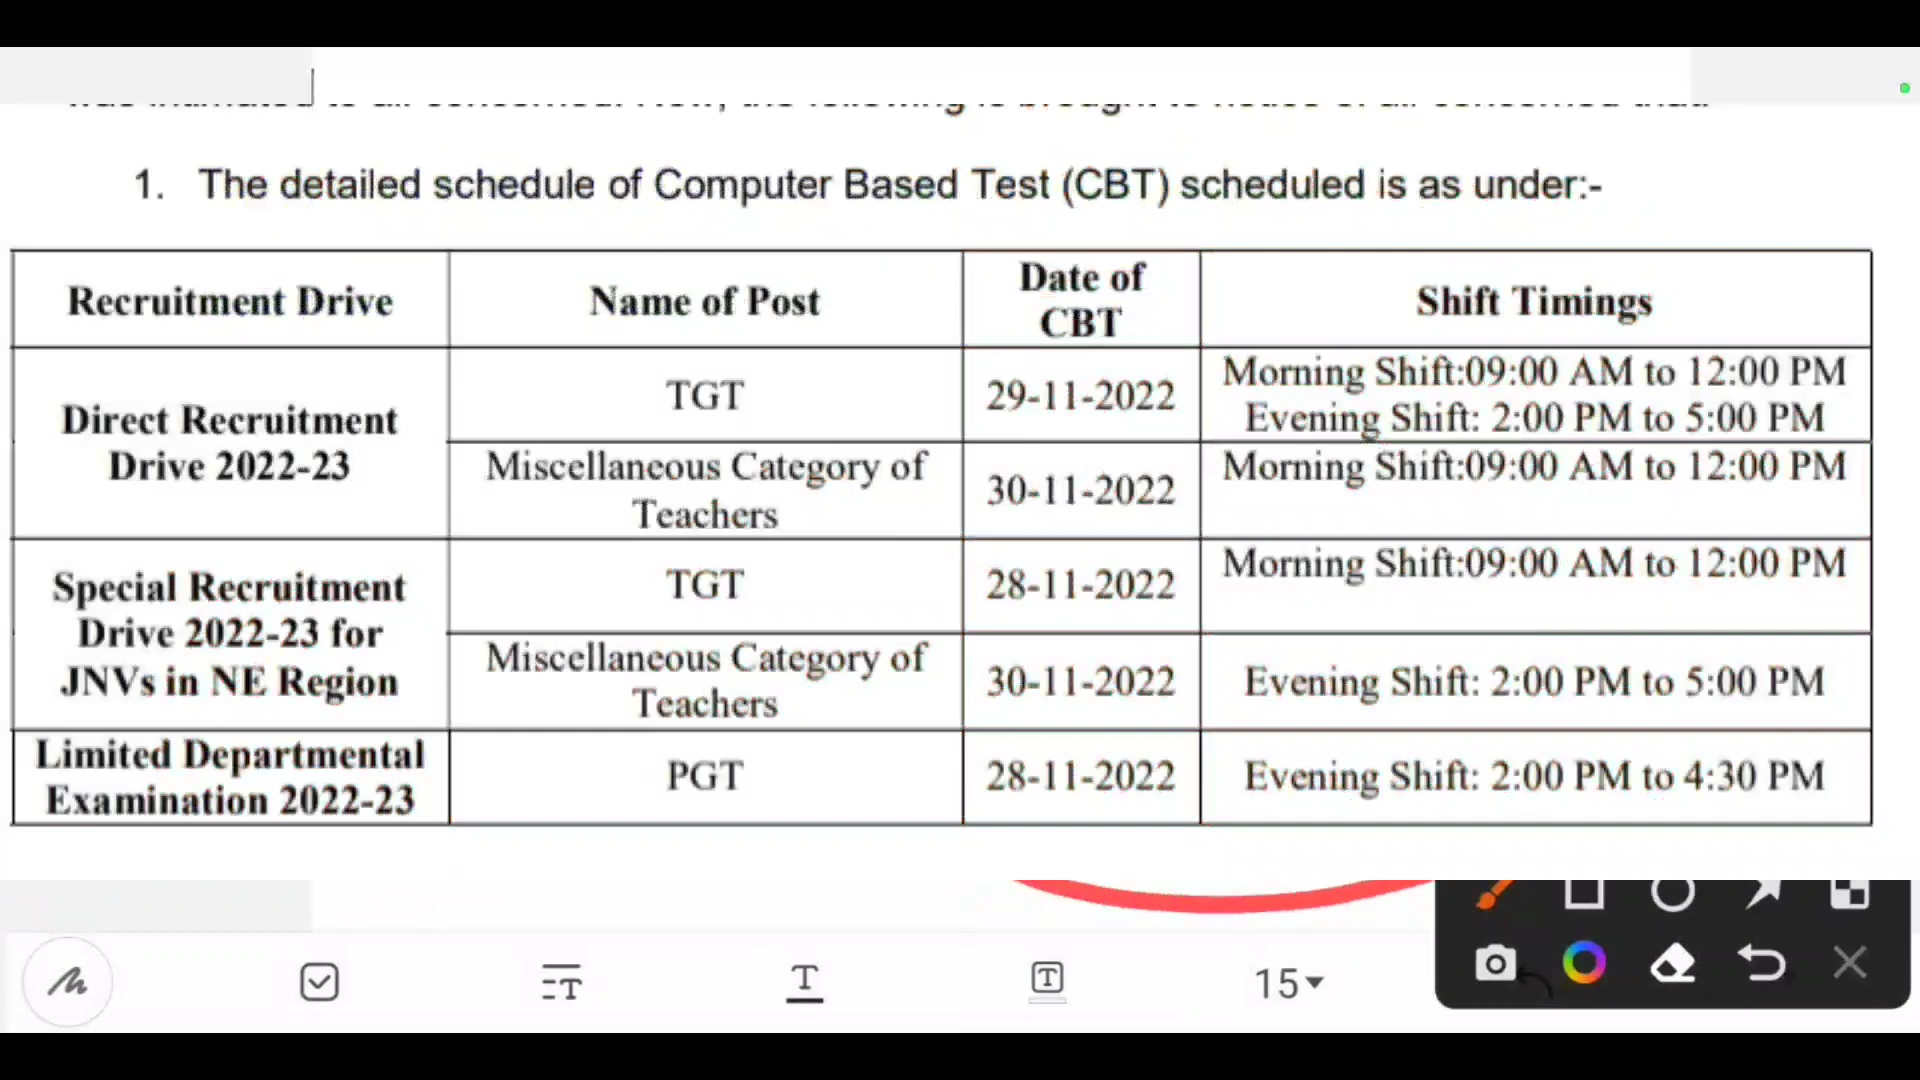 1. The detailed schedule of Computer Based Test (CBT) scheduled is as under:-
Recruitment Drive
Name of Post
Date of
CBT
Shift Timings
Direct Recruitment
Drive 2022-23
TGT
29-11-2022
Morning Shift:09:00 AM to 12:00 PM
Evening Shift: 2:00 PM to 5:00 PM
Miscellaneous Category of
Teachers
30-11-2022
Morning Shift:09:00 AM to 12:00 PM
Special Recruitment
Drive 2022-23 for
JNVs in NE Region
TGT
28-11-2022
Morning Shift:09:00 AM to 12:00 PM
Miscellaneous Category of
Teachers
30-11-2022
Evening Shift: 2:00 PM to 5:00 PM
Limited Departmental
Examination 2022-23
PGT
28-11-2022
Evening Shift: 2:00 PM to 4:30 PM
15